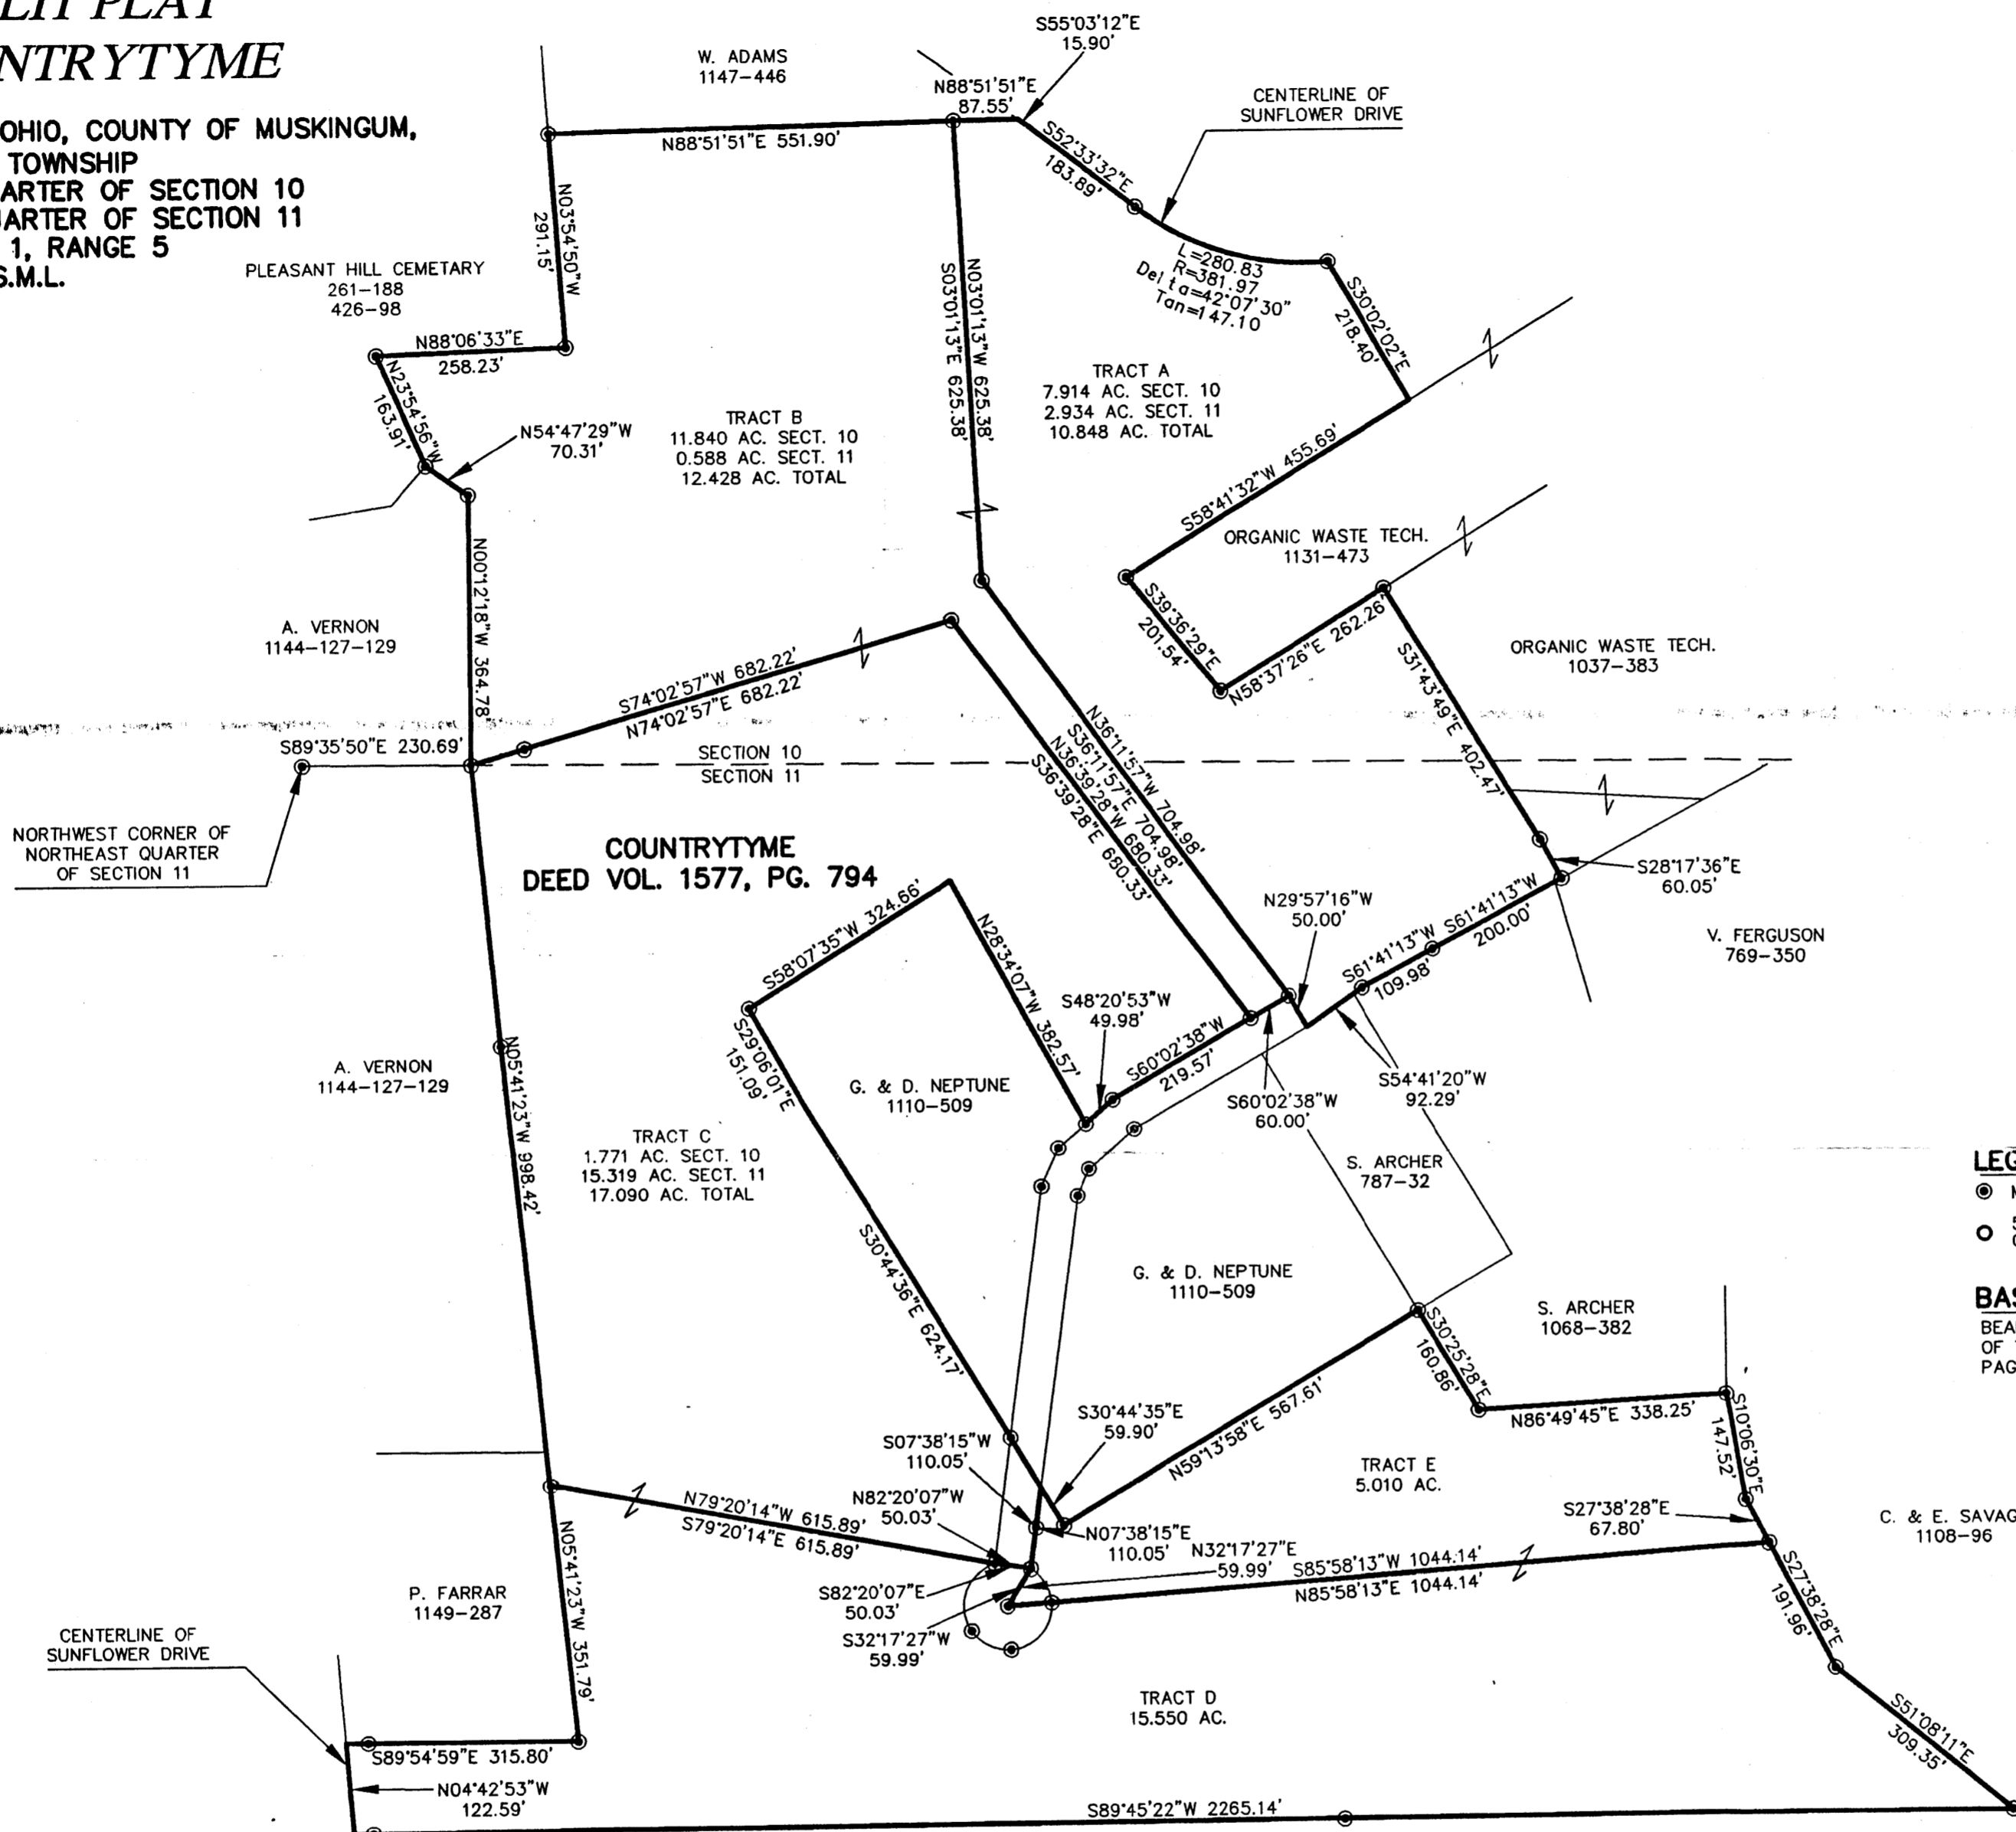 PLAT
OHIO, COUNTY OF MUSKINGUM,
TOWNSHIP
OF SECTION 10
OF SECTION 11
1, RANGE 5
W. ADAMS
1147-446
S55°03'12"E
15.90'
N88°51'51"E
87.55'
CENTERLINE OF
SUNFLOWER DRIVE
N88°51'51"E 551.90'
S52°33'32"E
183.89'
N03°54'50"W
291.15'
PLEASANT HILL CEMETARY
261-188
426-98
L=280.83
R=381.97
Delta=42°07'30"
Tan=147.10
S30°02'02"E
218.40'
N03°01'13"W 625.38'
S03°01'13"E 625.38'
N88°06'33"E
258.23'
N23°54'56"W
163.91'
N54°47'29"W
70.31'
TRACT A
7.914 AC. SECT. 10
2.934 AC. SECT. 11
10.848 AC. TOTAL
TRACT B
11.840 AC. SECT. 10
0.588 AC. SECT. 11
12.428 AC. TOTAL
S58°41'32"W 455.69'
ORGANIC WASTE TECH.
1131-473
N00°12'18"W 364.78'
A. VERNON
1144-127-129
S39°36'29"E
201.54'
N58°37'26"E 262.26'
ORGANIC WASTE TECH.
1037-383
S31°43'49"E 402.47'
S74°02'57"W 682.22'
N74°02'57"E 682.22'
S89°35'50"E 230.69'
SECTION 10
SECTION 11
N36°11'57"W 704.98'
S36°11'57"E 704.98'
N36°39'28"W 680.33'
S36°39'28"E 680.33'
NORTHWEST CORNER OF
NORTHEAST QUARTER
OF SECTION 11
COUNTRYTYME
DEED VOL. 1577, PG. 794
S28°17'36"E
60.05'
N29°57'16"W
50.00'
S61°41'13"W
200.00'
S61°41'13"W
109.98'
V. FERGUSON
769-350
S58°07'35"W 324.66'
N28°34'07"W 382.57'
S48°20'53"W
49.98'
S60°02'38"W
219.57'
S29°06'01"E
151.09'
G. & D. NEPTUNE
1110-509
S60°02'38"W
60.00'
S54°41'20"W
92.29'
A. VERNON
1144-127-129
N05°41'23"W 998.42'
TRACT C
1.771 AC. SECT. 10
15.319 AC. SECT. 11
17.090 AC. TOTAL
S. ARCHER
787-32
S30°44'36"E 624.17'
G. & D. NEPTUNE
1110-509
S. ARCHER
1068-382
S30°25'28"E
160.86'
N86°49'45"E 338.25'
S10°06'30"E
147.52'
N59°13'58"E 567.61'
S30°44'35"E
59.90'
S07°38'15"W
110.05'
TRACT E
5.010 AC.
N82°20'07"W
50.03'
N79°20'14"W 615.89'
S79°20'14"E 615.89'
N07°38'15"E
110.05'
N32°17'27"E
59.99'
S27°38'28"E
67.80'
C. & E.
1108-96
S85°58'13"W 1044.14'
N85°58'13"E 1044.14'
S82°20'07"E
50.03'
S32°17'27"W
59.99'
S27°38'28"E
191.96'
P. FARRAR
1149-287
N05°41'23"W 351.79'
CENTERLINE OF
SUNFLOWER DRIVE
TRACT D
15.550 AC.
S51°08'11"E
309.35'
S89°54'59"E 315.80'
N04°42'53"W
122.59'
S89°45'22"W 2265.14'